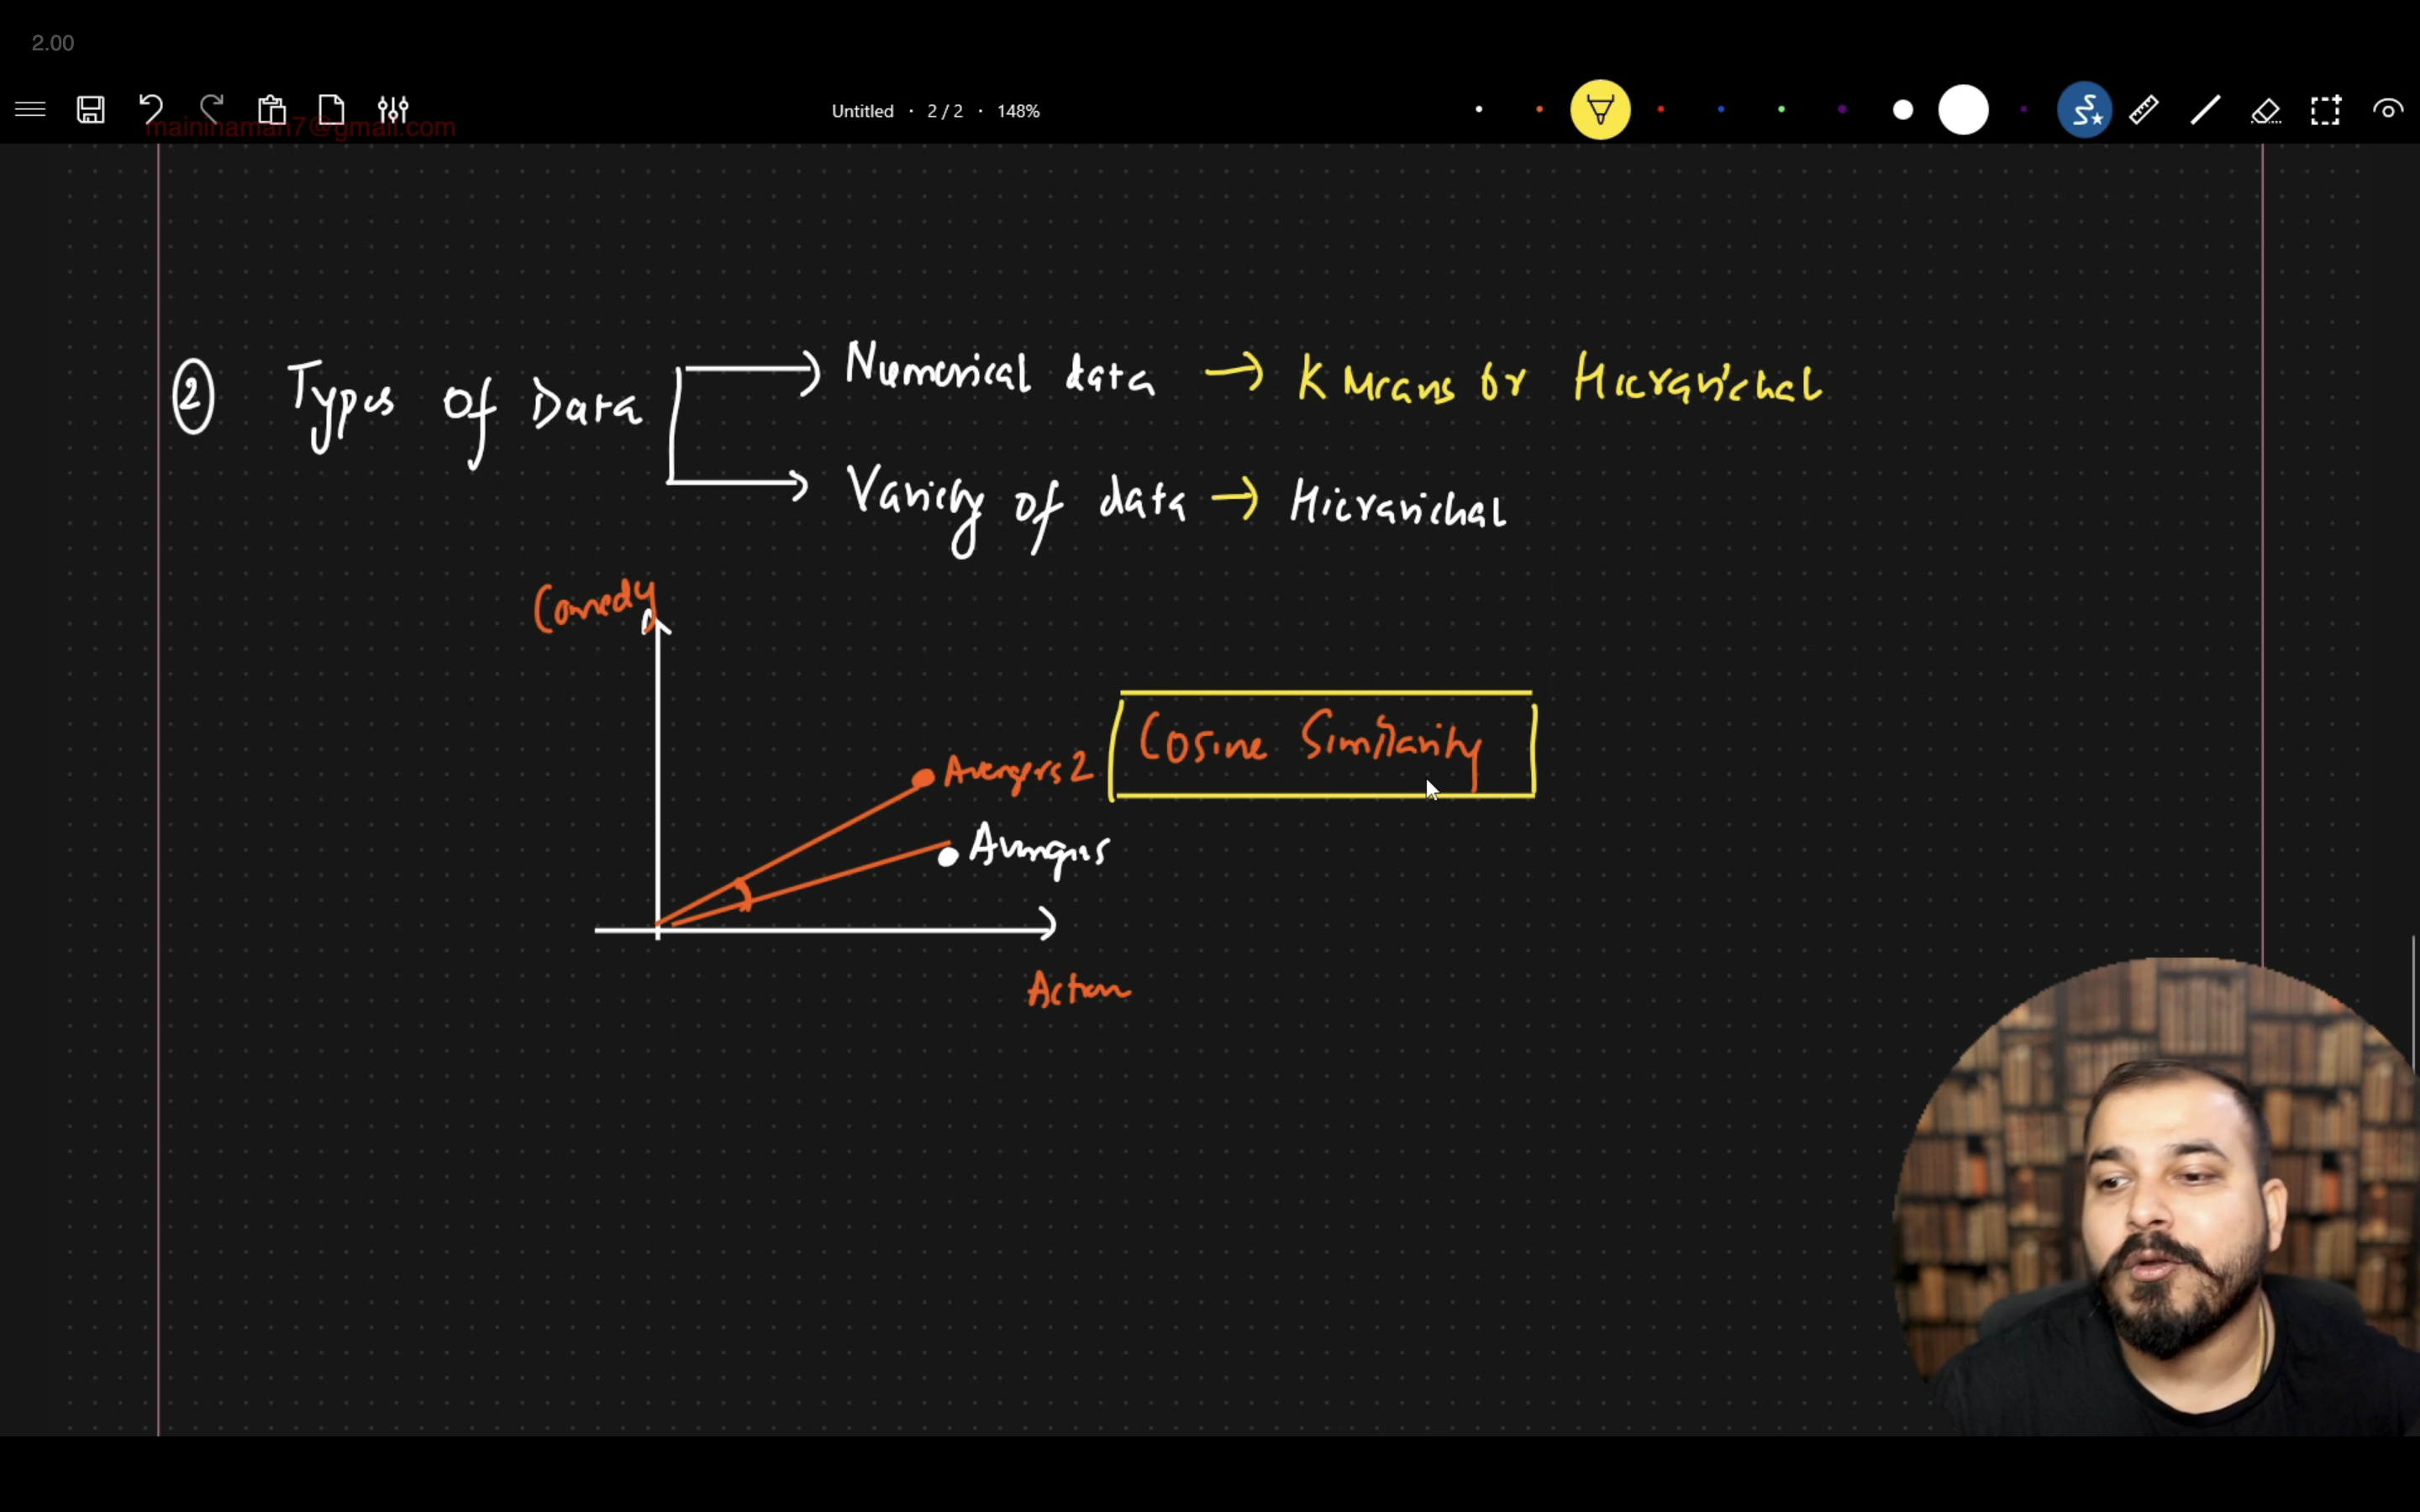 2.00
Untitled · 2 / 2 · 148%
maininaman7@gmail.com
② Types of Data
Numerical data → K Means or Hierarichal
Variety of data → Hierarichal
Comedy
Cosine Similarity
Avengers 2
Avengers
Action